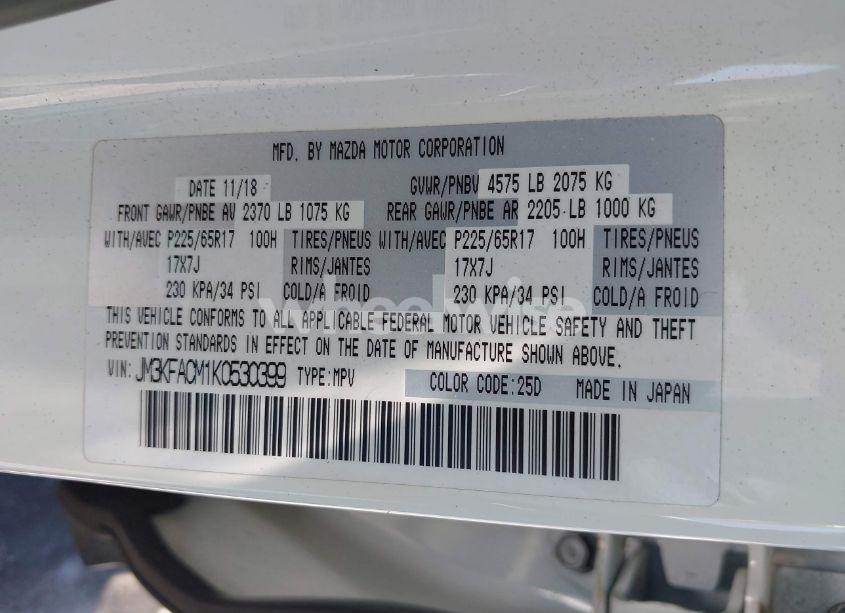 MFD. BY MAZDA MOTOR CORPORATION
DATE 11/18 GVWR/PNBV 4575 LB 2075 KG
FRONT GAWR/PNBE AV 2370 LB 1075 KG REAR GAWR/PNBE AR 2205 LB 1000 KG
WITH/AVEC P225/65R17 100H TIRES/PNEUS WITH/AVEC P225/65R17 100H TIRES/PNEUS
17X7J RIMS/JANTES 17X7J RIMS/JANTES
230 KPA/34 PSI COLD/A FROID 230 KPA/34 PSI COLD/A FROID
wheelwise
THIS VEHICLE CONFORMS TO ALL APPLICABLE FEDERAL MOTOR VEHICLE SAFETY AND THEFT
PREVENTION STANDARDS IN EFFECT ON THE DATE OF MANUFACTURE SHOWN ABOVE.
VIN: JM3KFACM1K0530399 TYPE:MPV COLOR CODE:25D MADE IN JAPAN